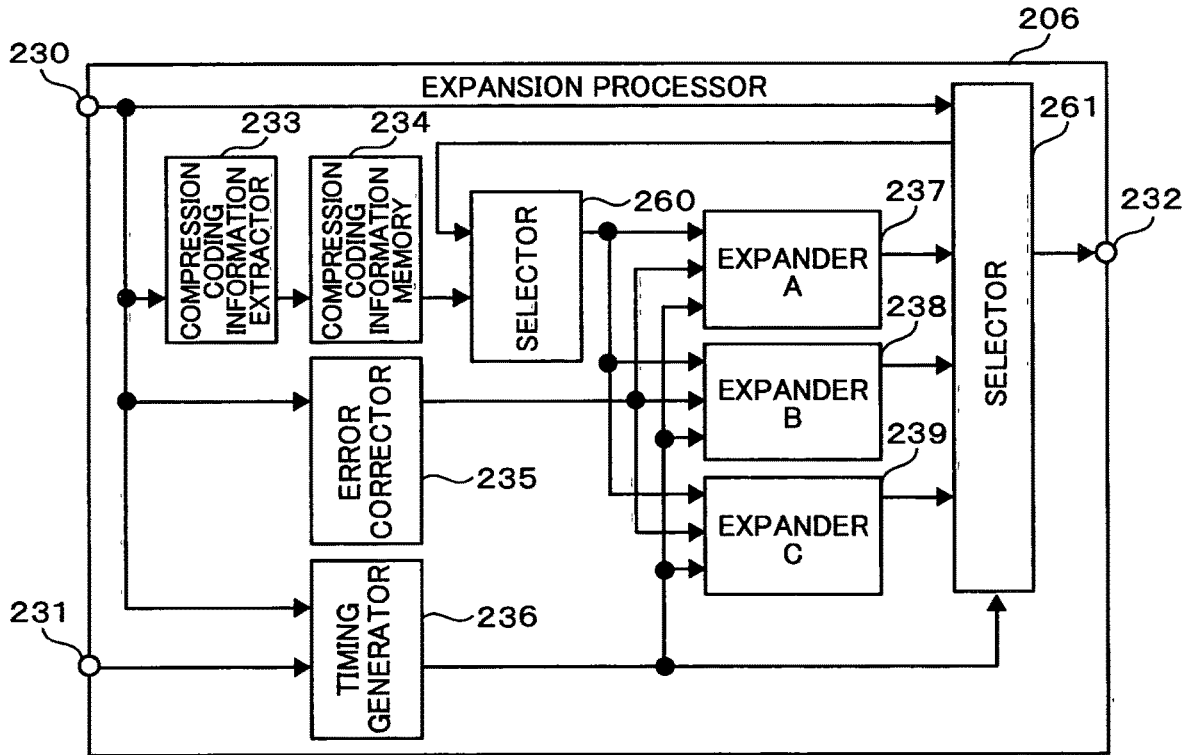 206
230
EXPANSION PROCESSOR
233
234
261
COMPRESSION
CODING
INFORMATION
EXTRACTOR
COMPRESSION
CODING
INFORMATION
MEMORY
SELECTOR
260
237
EXPANDER
A
232
238
EXPANDER
B
SELECTOR
ERROR
CORRECTOR
235
239
EXPANDER
C
231
TIMING
GENERATOR
236